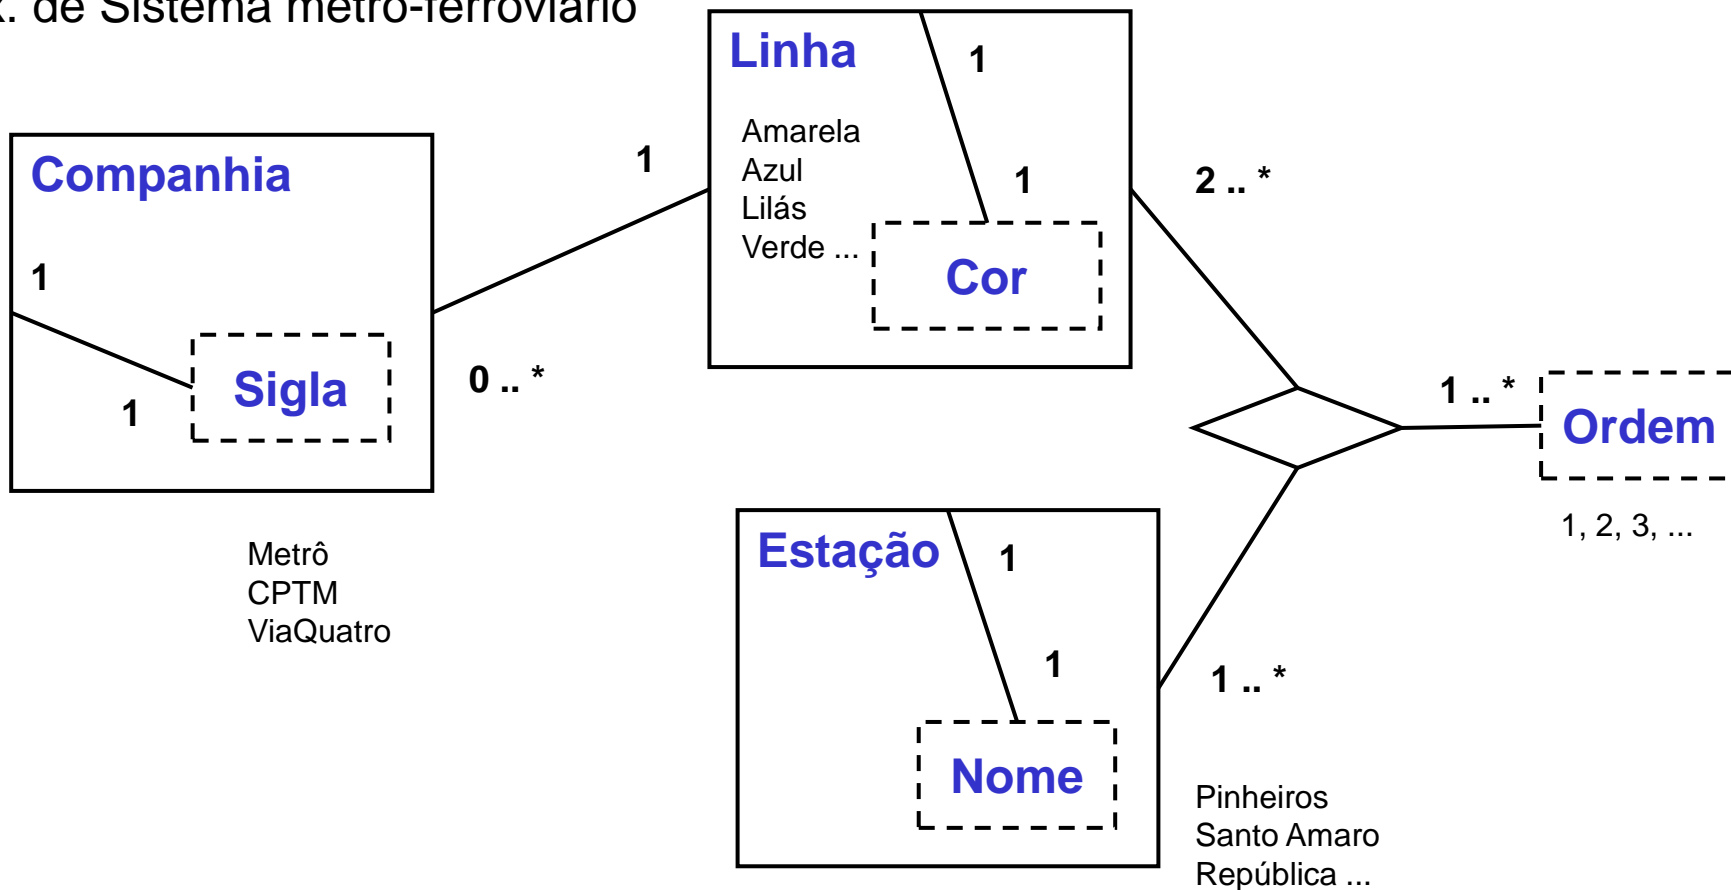 de Sistema metro-ferroviário
Linha
1
Amarela
Azul
Lilás
Verde ...
1
Cor
Companhia
1
1
Sigla
1
0 .. *
Metrô
CPTM
ViaQuatro
2 .. *
1 .. *
Ordem
1, 2, 3, ...
Estação
1
1
Nome
1 .. *
Pinheiros
Santo Amaro
República ...